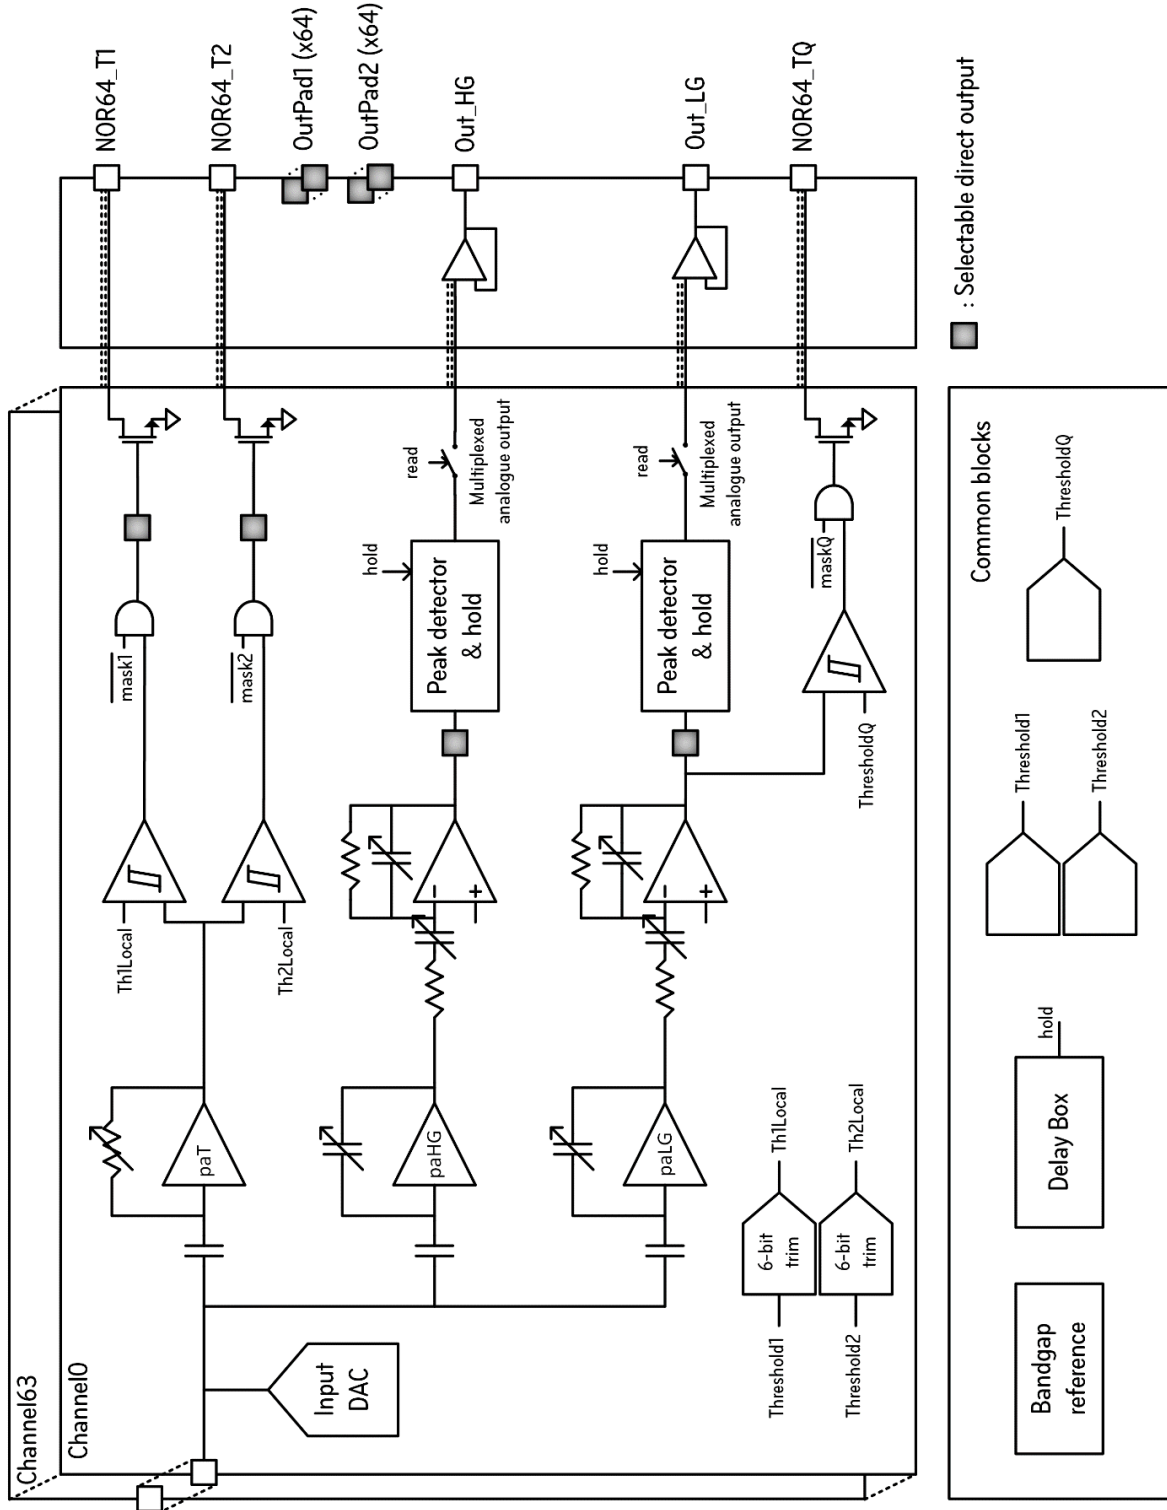 Channel63
Channel0
Input
DAC
paT
Th1Local
Th2Local
mask1
mask2
NOR64_T1
NOR64_T2
OutPad1 (x64)
OutPad2 (x64)
paHG
-
+
Peak detector
& hold
hold
read
Multiplexed
analogue output
Out_HG
paLG
-
+
Peak detector
& hold
hold
read
Multiplexed
analogue output
Out_LG
ThresholdQ
maskQ
NOR64_TQ
Threshold1
6-bit
trim
Th1Local
Threshold2
6-bit
trim
Th2Local
: Selectable direct output
Common blocks
Bandgap
reference
Delay Box
hold
Threshold1
Threshold2
ThresholdQ